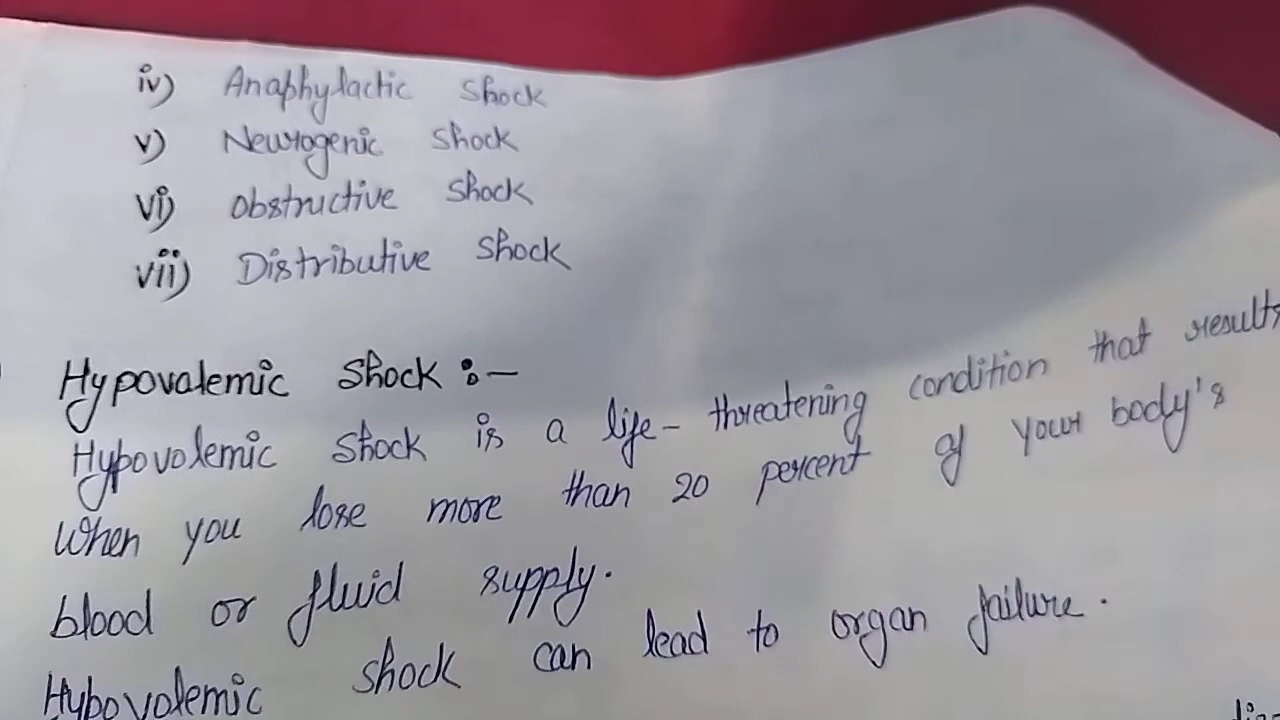 iv) Anaphylactic shock
v) Neurogenic shock
vi) Obstructive shock
vii) Distributive shock
Hypovalemic shock :-
Hypovolemic shock is a life-threatening condition that results
when you lose more than 20 percent of your body's
blood or fluid supply.
Hypovolemic shock can lead to organ failure.